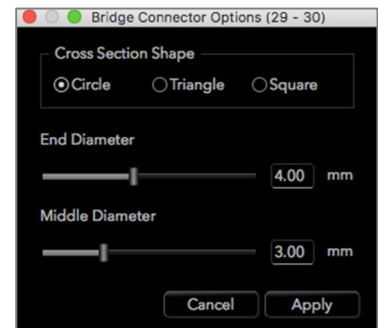 Bridge Connector Options (29 - 30)
Cross Section Shape
Circle Triangle Square
End Diameter
4.00 mm
Middle Diameter
3.00 mm
Cancel Apply